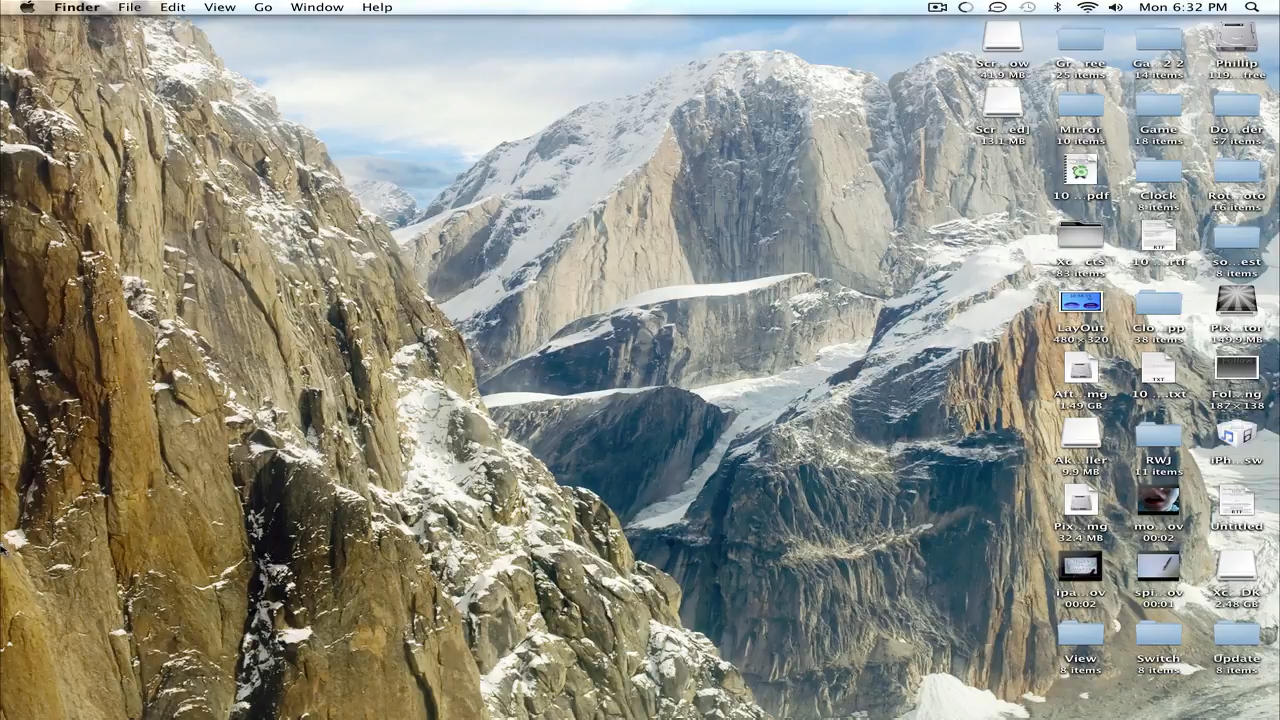 Finder File Edit View Go Window Help Mon 6:32 PM
Scr...ow
41.9 MB
Gr...ree
25 items
Ga...2 2
14 items
Phillip
119...free
Scr...ed]
13.1 MB
Mirror
10 items
Game
18 items
Do...der
57 items
10 ....pdf
Clock
8 items
Rot...oto
16 items
Xc...cts
83 items
RTF
10 ....rtf
so...est
8 items
LayOut
480×320
Clo...pp
38 items
Pix...tor
149.9 MB
Aft...mg
1.49 GB
TXT
10 ....txt
Fol...ng
187×138
Ak...ller
9.9 MB
RWJ
11 items
iPh...sw
Pix...mg
32.4 MB
mo...ov
00:02
RTF
Untitled
ipa...ov
00:02
spi...ov
00:01
Xc...DK
2.48 GB
View
8 items
Switch
8 items
Update
8 items